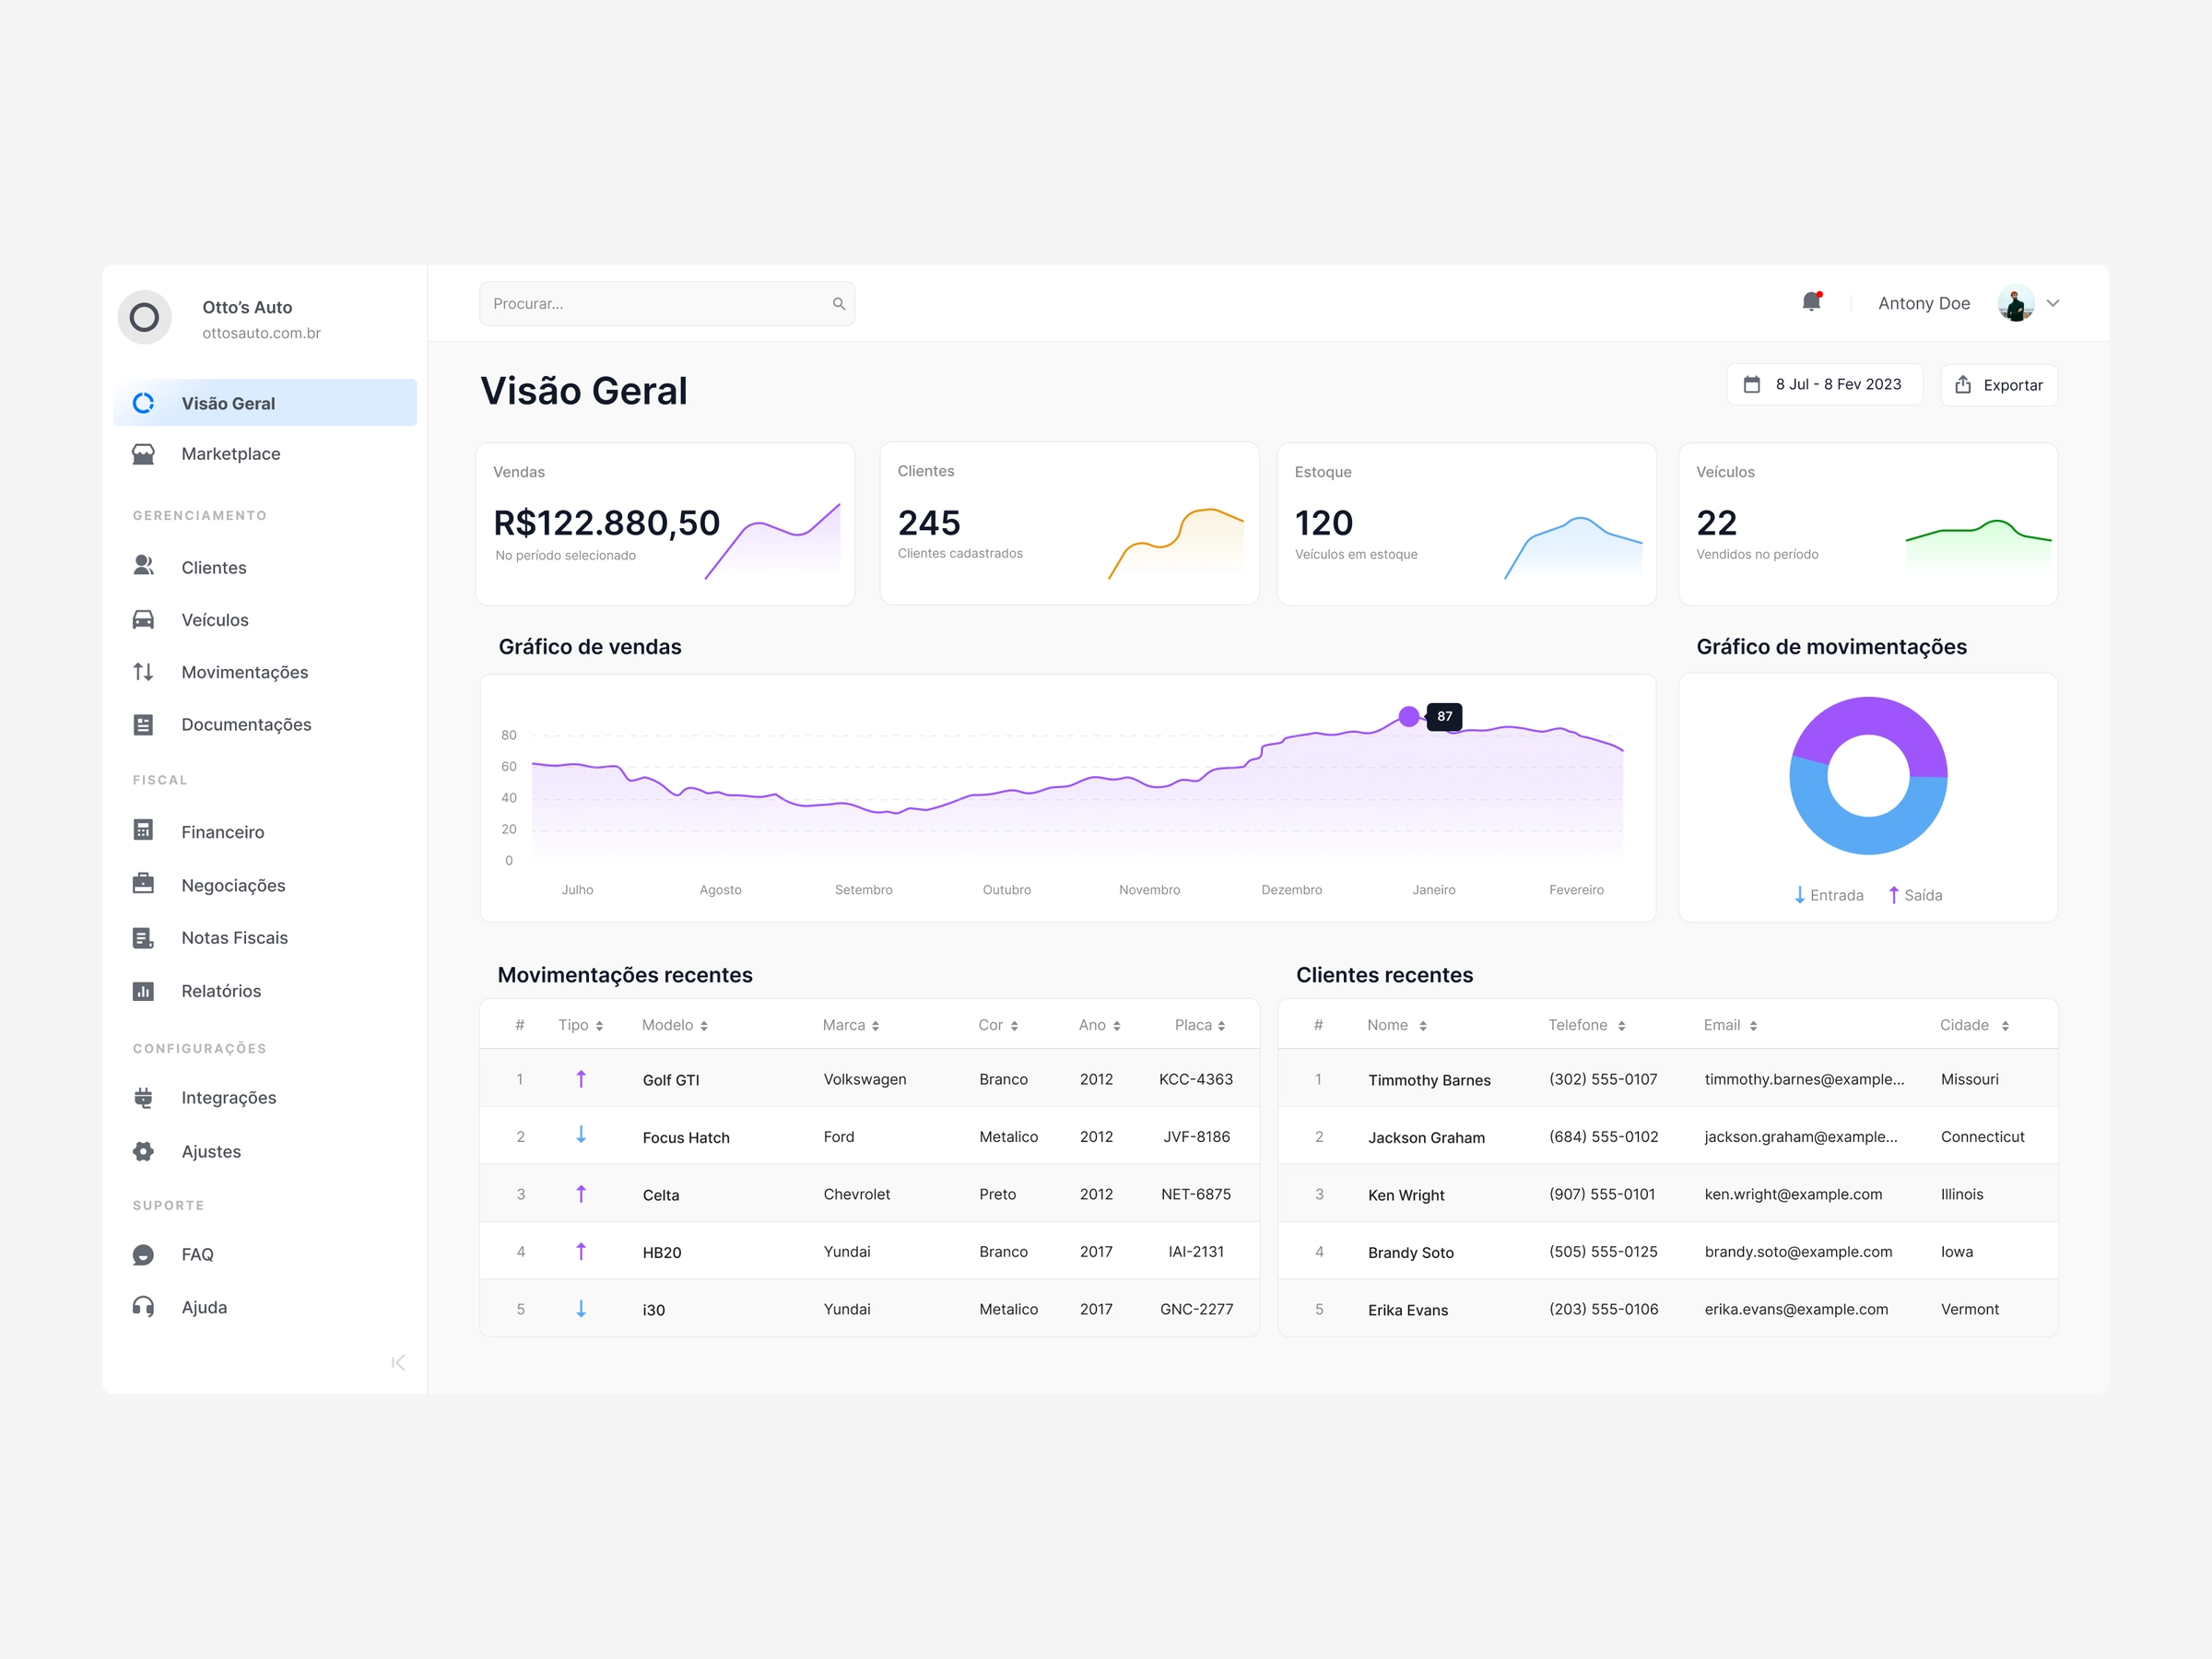 Otto’s Auto
ottosauto.com.br
Visão Geral
Marketplace
GERENCIAMENTO
Clientes
Veículos
Movimentações
Documentações
FISCAL
Financeiro
Negociações
Notas Fiscais
Relatórios
CONFIGURAÇÕES
Integrações
Ajustes
SUPORTE
FAQ
Ajuda
Procurar...
Antony Doe
Visão Geral
8 Jul - 8 Fev 2023
Exportar
Vendas
R$122.880,50
No período selecionado
Clientes
245
Clientes cadastrados
Estoque
120
Veículos em estoque
Veículos
22
Vendidos no período
Gráfico de vendas
80
60
40
20
0
87
Julho Agosto Setembro Outubro Novembro Dezembro Janeiro Fevereiro
Gráfico de movimentações
Entrada Saída
Movimentações recentes
# Tipo Modelo Marca Cor Ano Placa
1 Golf GTI Volkswagen Branco 2012 KCC-4363
2 Focus Hatch Ford Metalico 2012 JVF-8186
3 Celta Chevrolet Preto 2012 NET-6875
4 HB20 Yundai Branco 2017 IAI-2131
5 i30 Yundai Metalico 2017 GNC-2277
Clientes recentes
# Nome Telefone Email Cidade
1 Timmothy Barnes (302) 555-0107 timmothy.barnes@example... Missouri
2 Jackson Graham (684) 555-0102 jackson.graham@example... Connecticut
3 Ken Wright (907) 555-0101 ken.wright@example.com Illinois
4 Brandy Soto (505) 555-0125 brandy.soto@example.com Iowa
5 Erika Evans (203) 555-0106 erika.evans@example.com Vermont